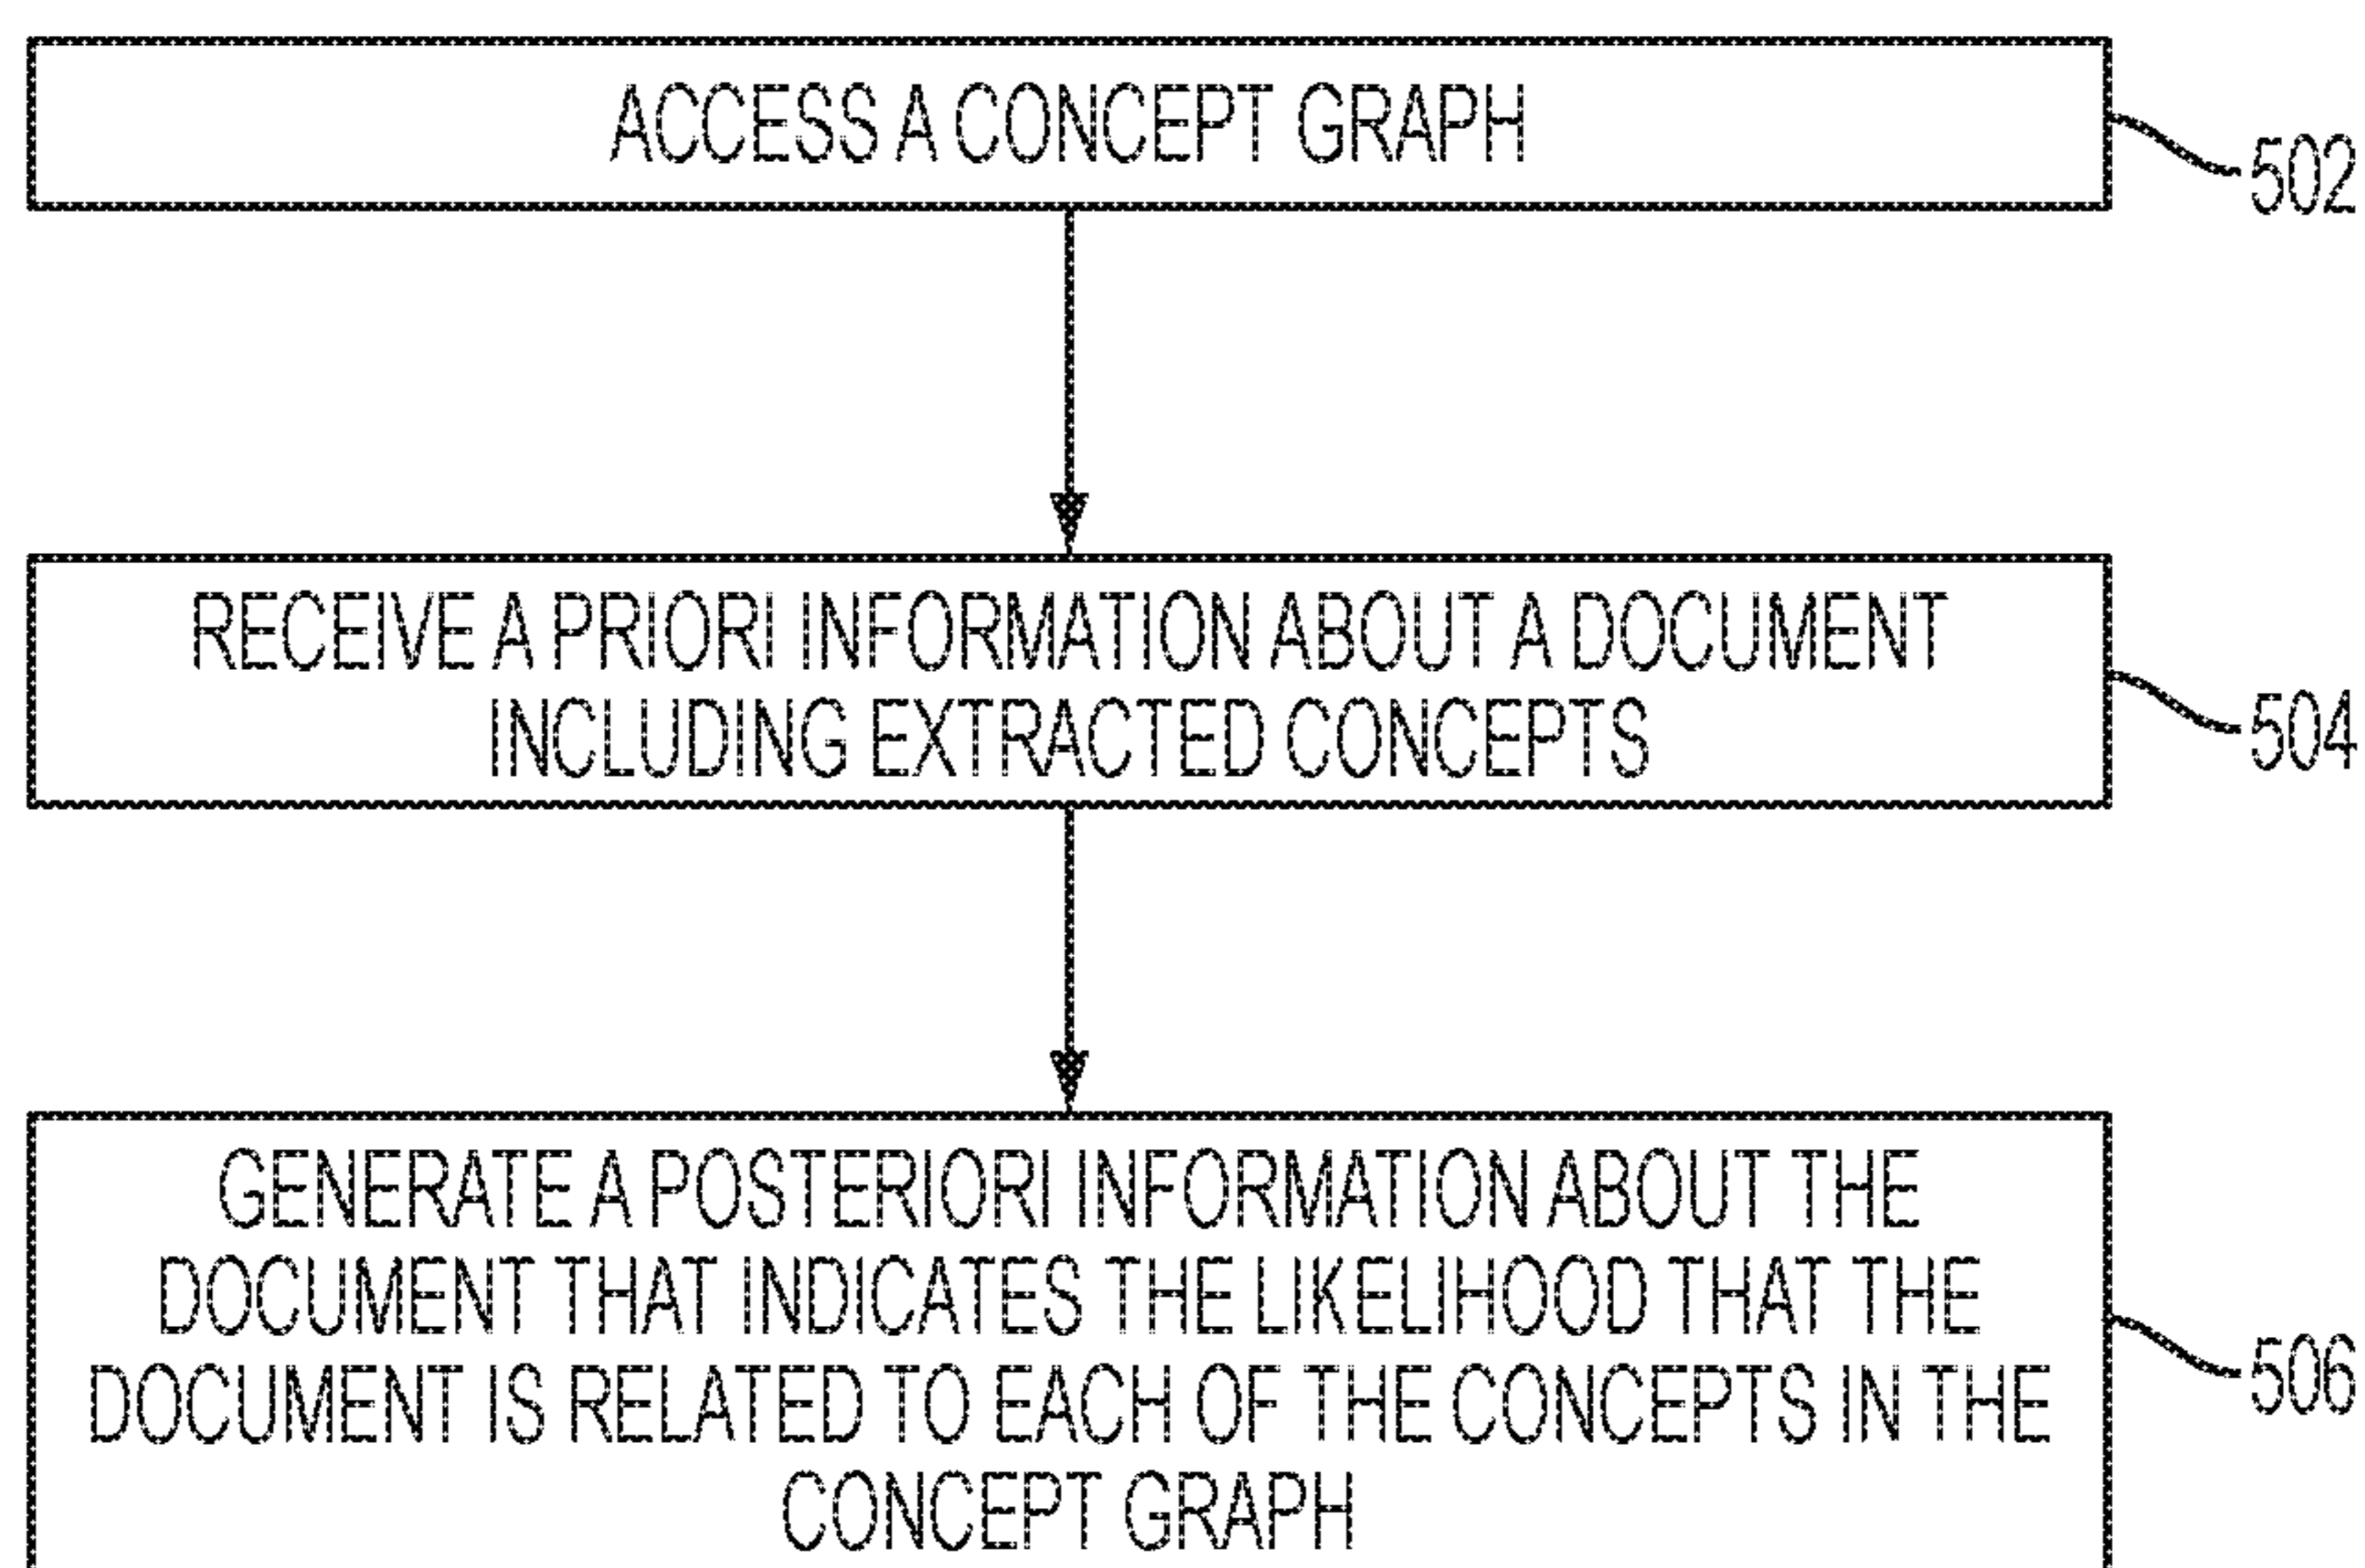 ACCESS A CONCEPT GRAPH
502
RECEIVE A PRIORI INFORMATION ABOUT A DOCUMENT
INCLUDING EXTRACTED CONCEPTS
504
GENERATE A POSTERIORI INFORMATION ABOUT THE
DOCUMENT THAT INDICATES THE LIKELIHOOD THAT THE
DOCUMENT IS RELATED TO EACH OF THE CONCEPTS IN THE
CONCEPT GRAPH
506